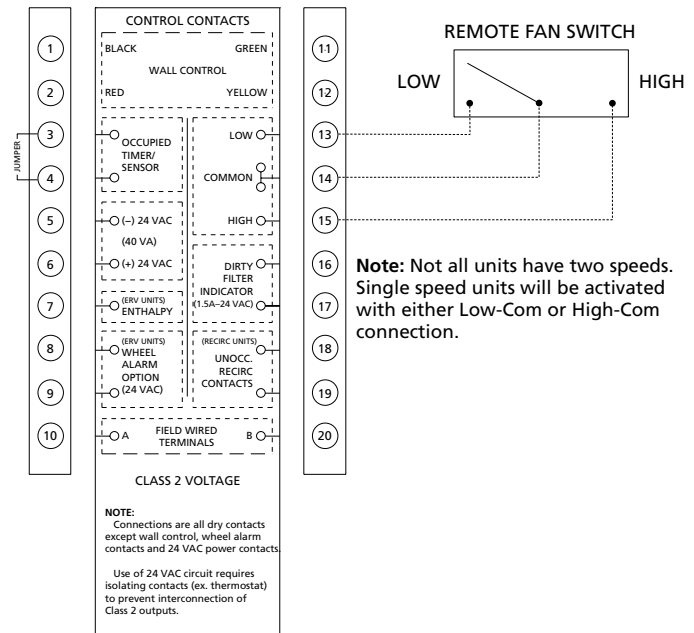 CONTROL CONTACTS
BLACK GREEN
WALL CONTROL
RED YELLOW
1
2
3
4
5
6
7
8
9
10
JUMPER
OCCUPIED
TIMER/
SENSOR
(–) 24 VAC
(40 VA)
(+) 24 VAC
(ERV UNITS)
ENTHALPY
(ERV UNITS)
WHEEL
ALARM
OPTION
(24 VAC)
LOW
COMMON
HIGH
DIRTY
FILTER
INDICATOR
(1.5A–24 VAC)
(RECIRC UNITS)
UNOCC.
RECIRC
CONTACTS
A FIELD WIRED B
TERMINALS
CLASS 2 VOLTAGE
NOTE:
Connections are all dry contacts
except wall control, wheel alarm
contacts and 24 VAC power contacts.
Use of 24 VAC circuit requires
isolating contacts (ex. thermostat)
to prevent interconnection of
Class 2 outputs.
11
12
13
14
15
16
17
18
19
20
REMOTE FAN SWITCH
LOW HIGH
Note: Not all units have two speeds.
Single speed units will be activated
with either Low-Com or High-Com
connection.